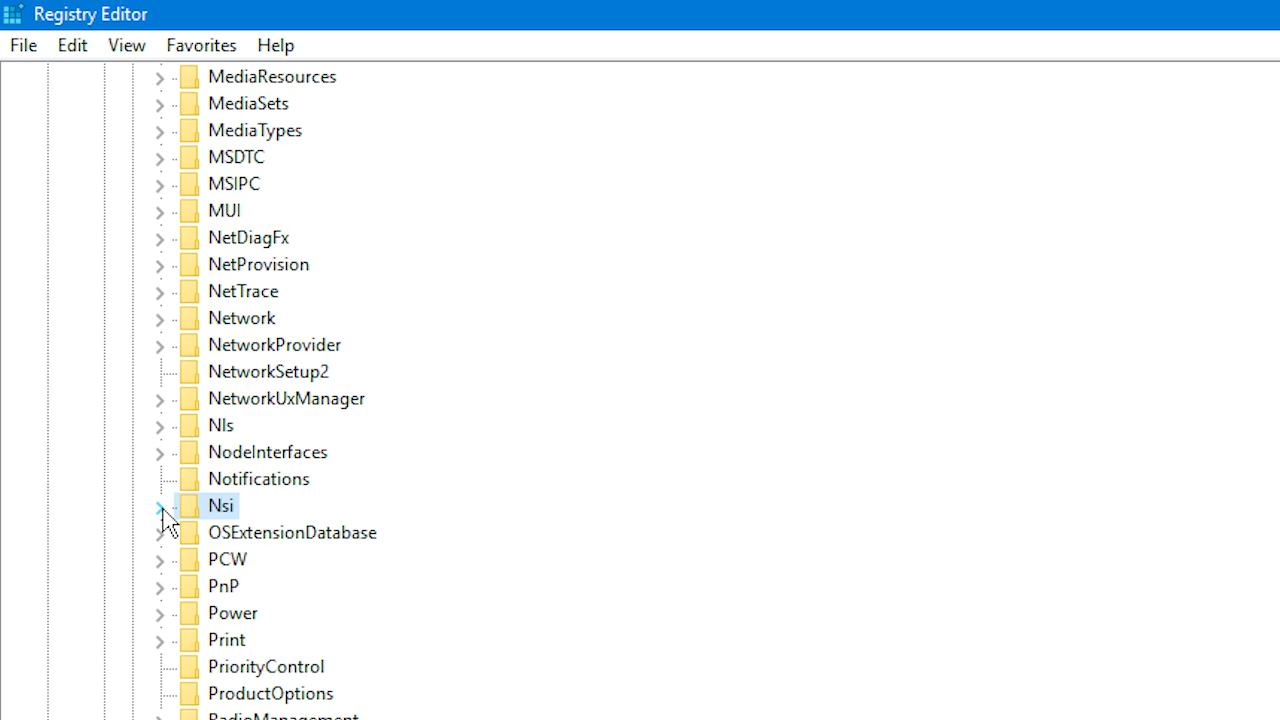 Registry Editor
File Edit View Favorites Help
MediaResources
MediaSets
MediaTypes
MSDTC
MSIPC
MUI
NetDiagFx
NetProvision
NetTrace
Network
NetworkProvider
NetworkSetup2
NetworkUxManager
Nls
NodeInterfaces
Notifications
Nsi
OSExtensionDatabase
PCW
PnP
Power
Print
PriorityControl
ProductOptions
RadioManagement